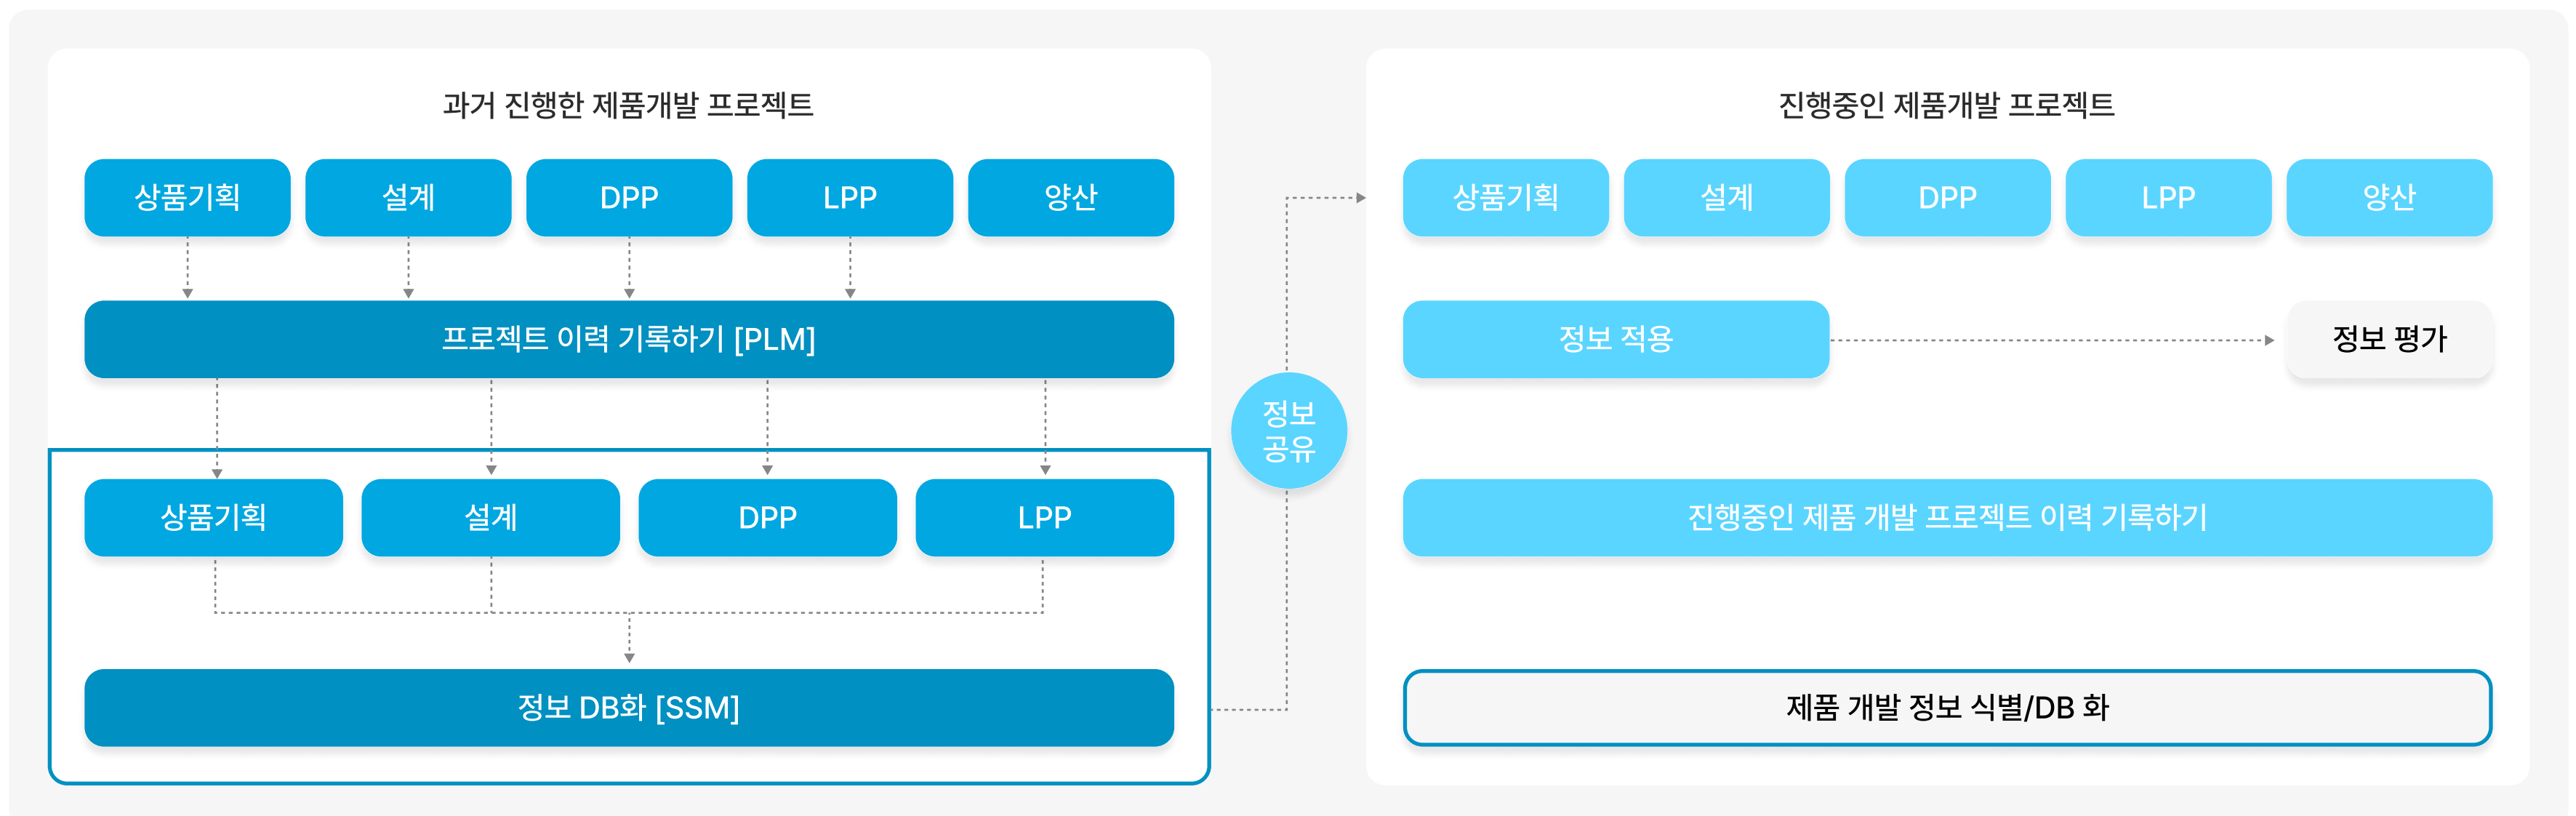 과거 진행한 제품개발 프로젝트
상품기획
설계
DPP
LPP
양산
프로젝트 이력 기록하기 [PLM]
상품기획
설계
DPP
LPP
정보 DB화 [SSM]
정보
공유
진행중인 제품개발 프로젝트
상품기획
설계
DPP
LPP
양산
정보 적용
정보 평가
진행중인 제품 개발 프로젝트 이력 기록하기
제품 개발 정보 식별/DB 화